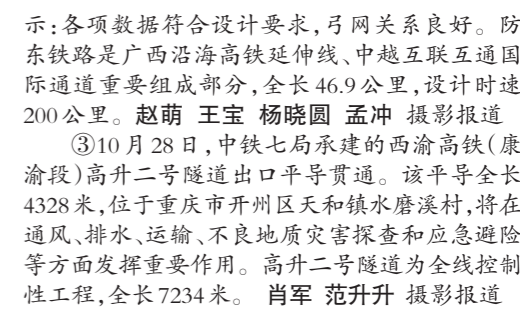 示:各项数据符合设计要求,弓网关系良好。防
东铁路是广西沿海高铁延伸线、中越互联互通国
际通道重要组成部分,全长46.9公里,设计时速
200公里。赵萌 王宝 杨晓圆 孟冲 摄影报道
③10月28日,中铁七局承建的西渝高铁(康
渝段)高升二号隧道出口平导贯通。该平导全长
4328米,位于重庆市开州区天和镇水磨溪村,将在
通风、排水、运输、不良地质灾害探查和应急避险
等方面发挥重要作用。高升二号隧道为全线控制
性工程,全长7234米。 肖军 范升升 摄影报道